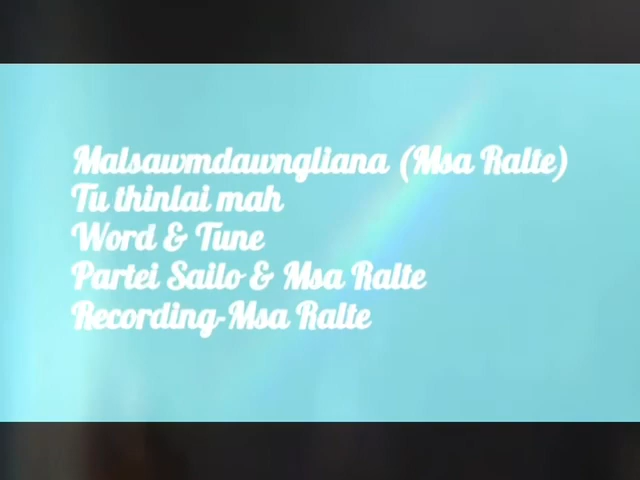 Malsawmdawngliana (Msa Ralte)
Tu thinlai mah
Word & Tune
Partei Sailo & Msa Ralte
Recording-Msa Ralte